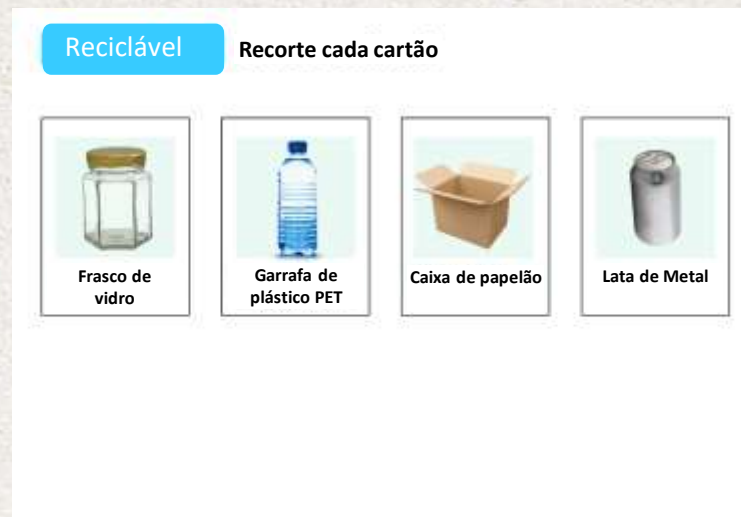 Reciclável
Recorte cada cartão
Frasco de
vidro
Garrafa de
plástico PET
Caixa de papelão
Lata de Metal